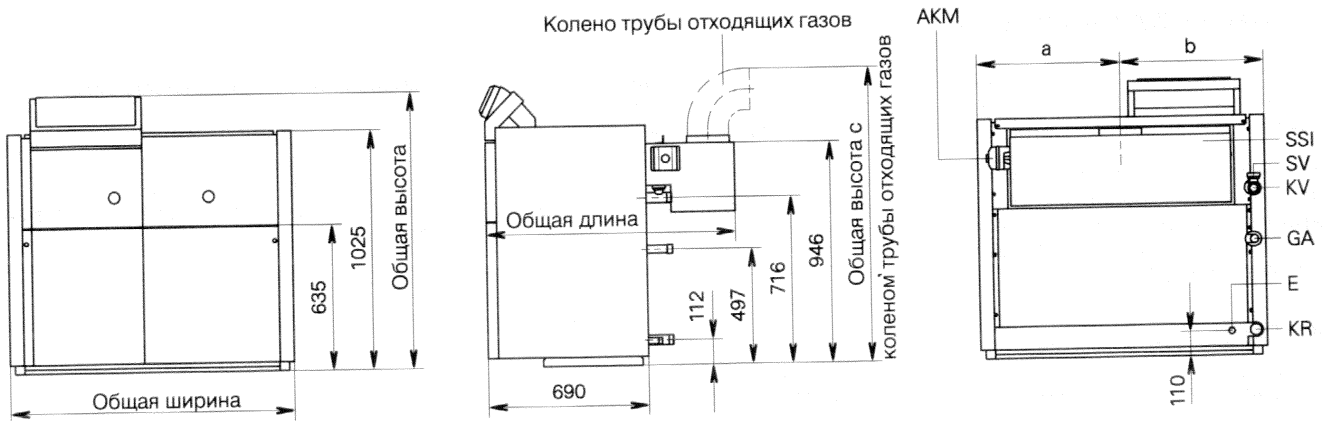 Колено трубы отходящих газов
AKM
a
b
635
1025
Общая высота
Общая ширина
Общая длина
690
112
497
716
946
Общая высота с
коленом трубы отходящих газов
SSI
SV
KV
GA
E
KR
110